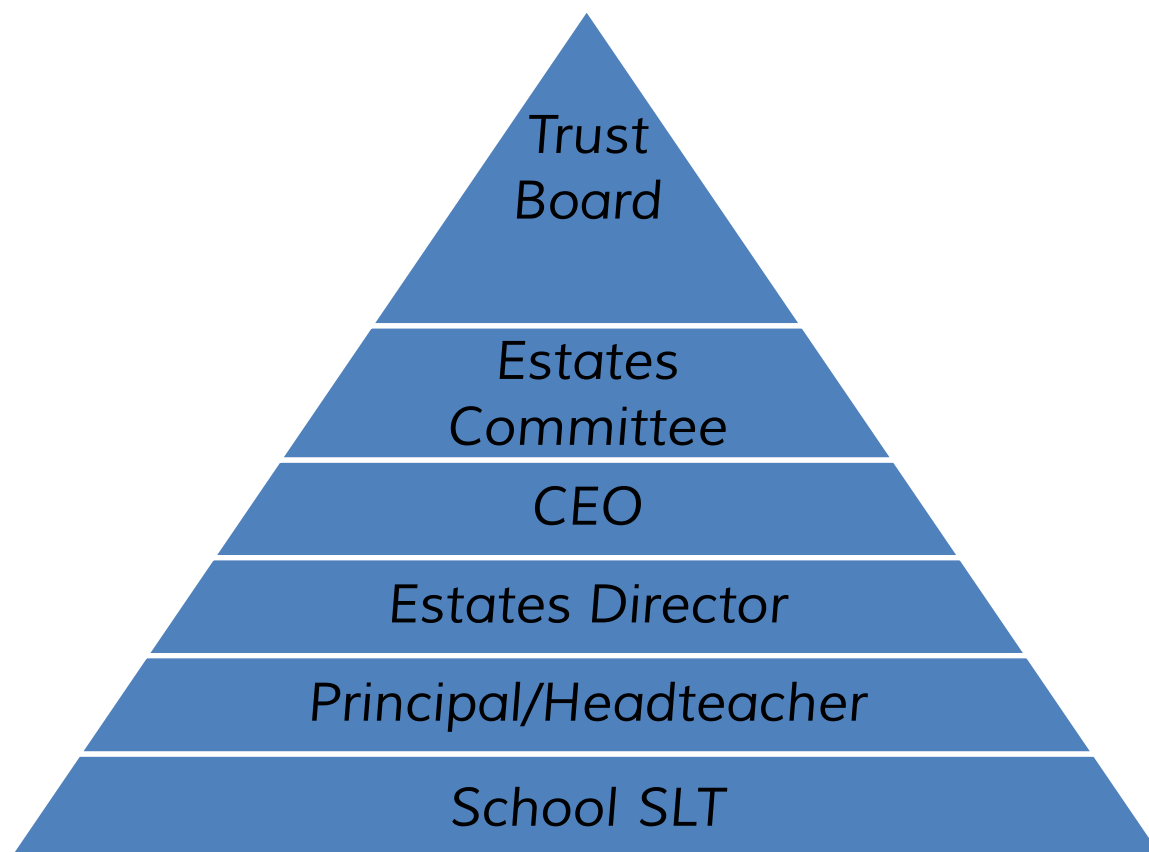 Trust
Board
Estates
Committee
CEO
Estates Director
Principal/Headteacher
School SLT